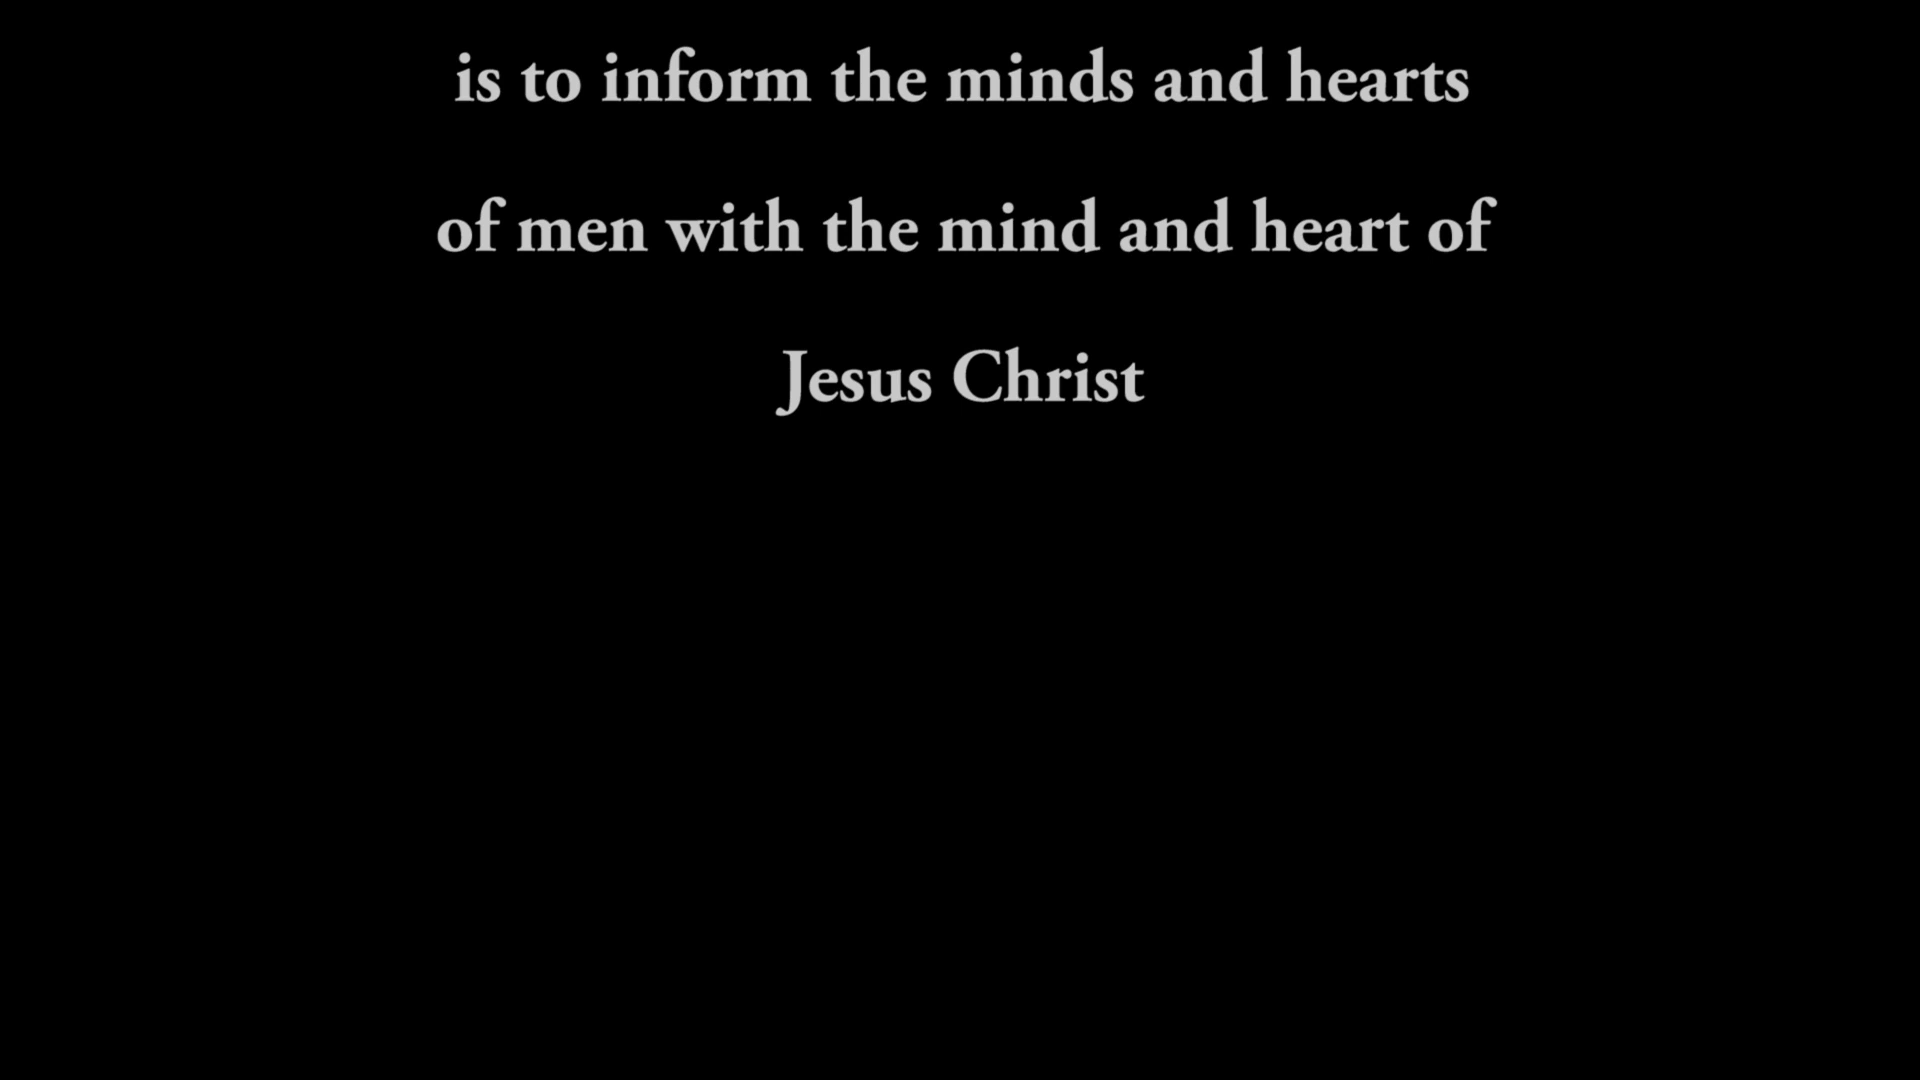 is to inform the minds and hearts
of men with the mind and heart of
Jesus Christ